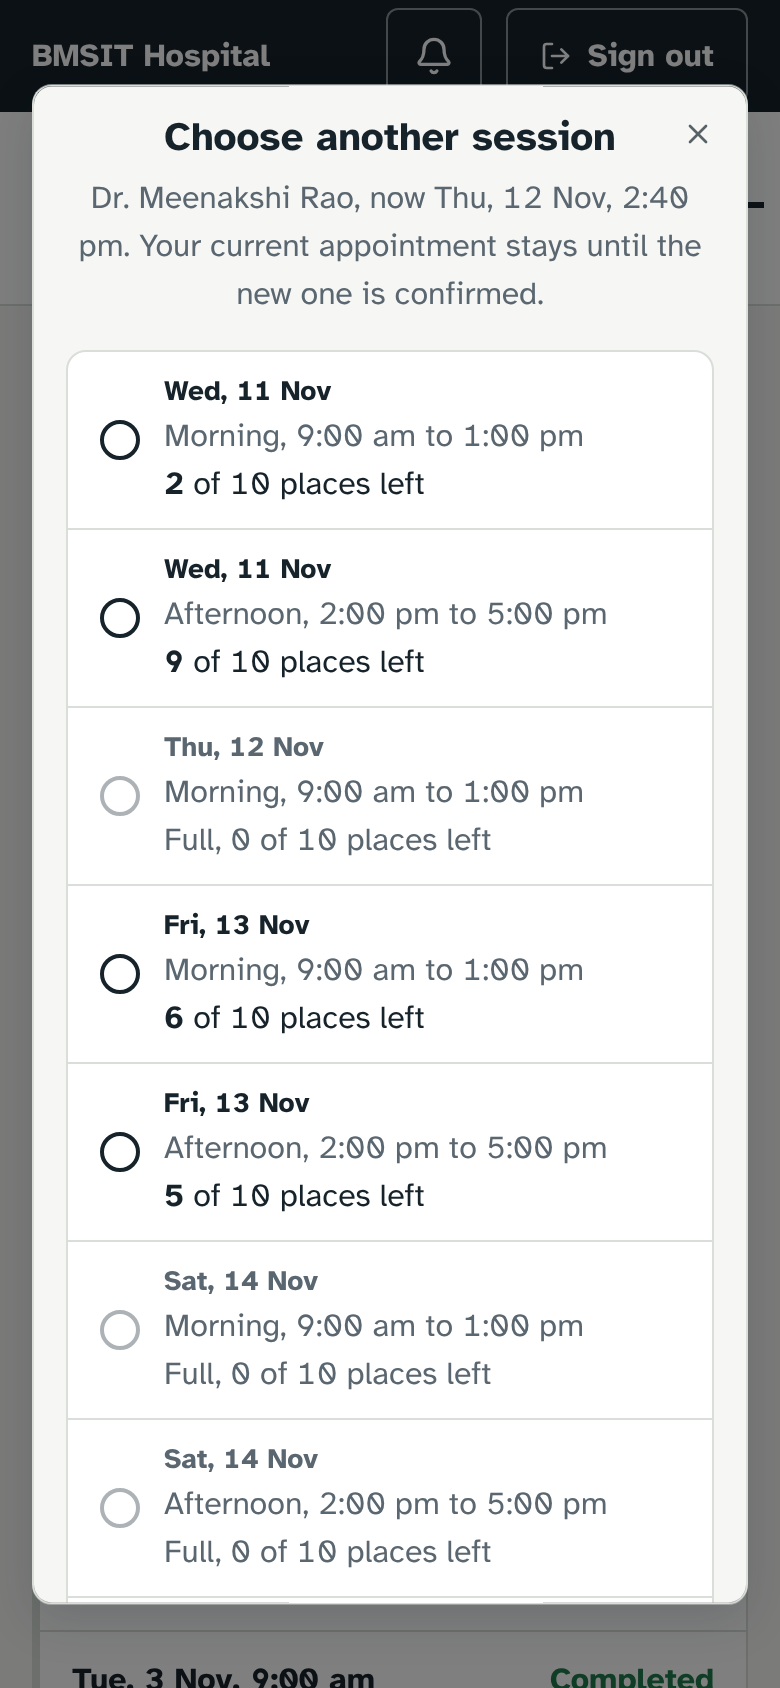 BMSIT Hospital
Sign out
Choose another session
Dr. Meenakshi Rao, now Thu, 12 Nov, 2:40
pm. Your current appointment stays until the
new one is confirmed.
Wed, 11 Nov
Morning, 9:00 am to 1:00 pm
2 of 10 places left
Wed, 11 Nov
Afternoon, 2:00 pm to 5:00 pm
9 of 10 places left
Thu, 12 Nov
Morning, 9:00 am to 1:00 pm
Full, 0 of 10 places left
Fri, 13 Nov
Morning, 9:00 am to 1:00 pm
6 of 10 places left
Fri, 13 Nov
Afternoon, 2:00 pm to 5:00 pm
5 of 10 places left
Sat, 14 Nov
Morning, 9:00 am to 1:00 pm
Full, 0 of 10 places left
Sat, 14 Nov
Afternoon, 2:00 pm to 5:00 pm
Full, 0 of 10 places left
Tue, 3 Nov, 9:00 am
Completed